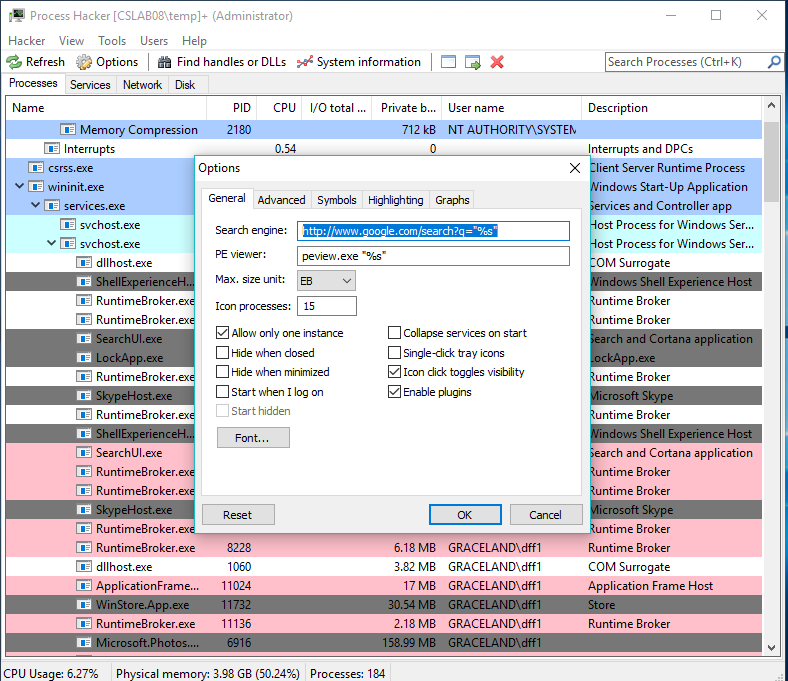 Process Hacker [CSLAB08\temp]+ (Administrator)
Hacker View Tools Users Help
Refresh Options Find handles or DLLs System information Search Processes (Ctrl+K)
Processes Services Network Disk
Name PID CPU I/O total ... Private b... User name Description
Memory Compression 2180 712 kB NT AUTHORITY\SYSTEM
Interrupts 0.54 0 Interrupts and DPCs
csrss.exe Client Server Runtime Process
wininit.exe Windows Start-Up Application
services.exe Services and Controller app
svchost.exe Host Process for Windows Ser...
svchost.exe Host Process for Windows Ser...
dllhost.exe COM Surrogate
ShellExperienceH... Windows Shell Experience Host
RuntimeBroker.exe Runtime Broker
RuntimeBroker.exe Runtime Broker
SearchUI.exe Search and Cortana application
LockApp.exe LockApp.exe
RuntimeBroker.exe Runtime Broker
SkypeHost.exe Microsoft Skype
RuntimeBroker.exe Runtime Broker
ShellExperienceH... Windows Shell Experience Host
SearchUI.exe Search and Cortana application
RuntimeBroker.exe Runtime Broker
RuntimeBroker.exe Runtime Broker
SkypeHost.exe Microsoft Skype
RuntimeBroker.exe Runtime Broker
RuntimeBroker.exe 8228 6.18 MB GRACELAND\dff1 Runtime Broker
dllhost.exe 1060 3.82 MB GRACELAND\dff1 COM Surrogate
ApplicationFrame... 11024 17 MB GRACELAND\dff1 Application Frame Host
WinStore.App.exe 11732 30.54 MB GRACELAND\dff1 Store
RuntimeBroker.exe 11136 2.18 MB GRACELAND\dff1 Runtime Broker
Microsoft.Photos.... 6916 158.99 MB GRACELAND\dff1
Options
General Advanced Symbols Highlighting Graphs
Search engine: http://www.google.com/search?q="%s"
PE viewer: peview.exe "%s"
Max. size unit: EB
Icon processes: 15
Allow only one instance Collapse services on start
Hide when closed Single-click tray icons
Hide when minimized Icon click toggles visibility
Start when I log on Enable plugins
Start hidden
Font...
Reset OK Cancel
CPU Usage: 6.27% Physical memory: 3.98 GB (50.24%) Processes: 184